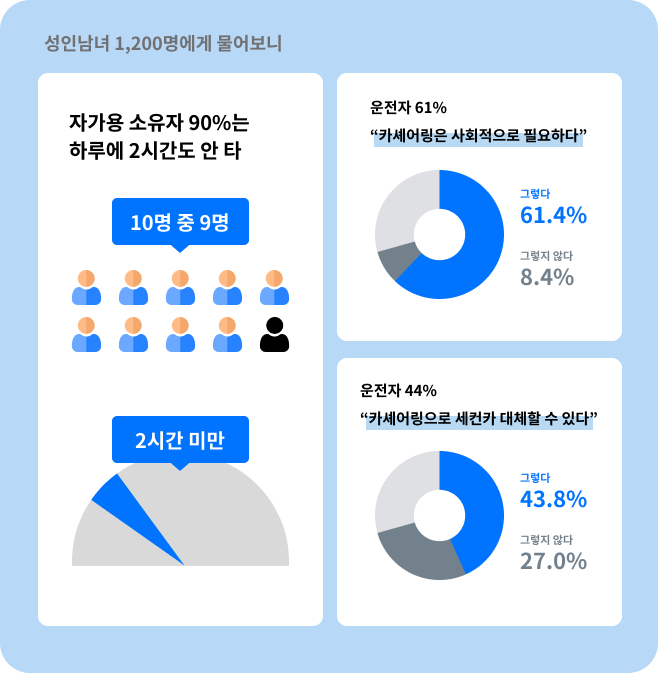 성인남녀 1,200명에게 물어보니
자가용 소유자 90%는
하루에 2시간도 안 타
10명 중 9명
2시간 미만
운전자 61%
“카셰어링은 사회적으로 필요하다”
그렇다
61.4%
그렇지 않다
8.4%
운전자 44%
“카셰어링으로 세컨카 대체할 수 있다”
그렇다
43.8%
그렇지 않다
27.0%